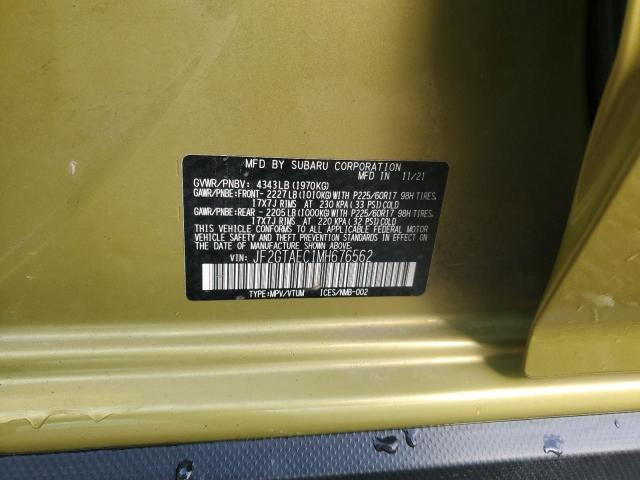 MFD BY SUBARU CORPORATION
MFD IN 11/21
GVWR/PNBV: 4343LB(1970KG)
GAWR/PNBE:FRONT- 2227LB(1010KG)WITH P225/60R17 98H TIRES,
17X7J RIMS AT 230 KPA(33 PSI)COLD
GAWR/PNBE:REAR - 2205LB(1000KG)WITH P225/60R17 98H TIRES,
17X7J RIMS AT 220 KPA(32 PSI)COLD
THIS VEHICLE CONFORMS TO ALL APPLICABLE FEDERAL MOTOR
VEHICLE SAFETY AND THEFT PREVENTION STANDARDS IN EFFECT
ON THE DATE OF MANUFACTURE SHOWN ABOVE.
VIN: JF2GTAEC1MH676562
TYPE:MPV/VTUM ICES/NMB-002